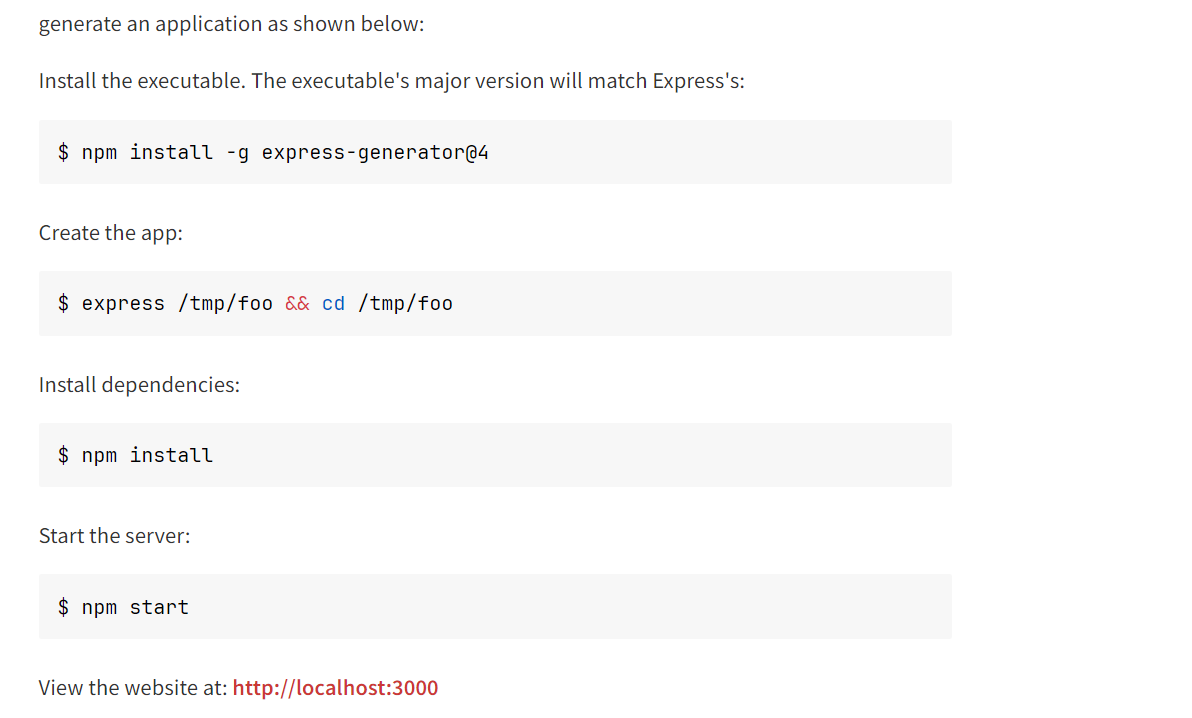 generate an application as shown below:
Install the executable. The executable's major version will match Express's:
$ npm install -g express-generator@4
Create the app:
$ express /tmp/foo && cd /tmp/foo
Install dependencies:
$ npm install
Start the server:
$ npm start
View the website at: http://localhost:3000